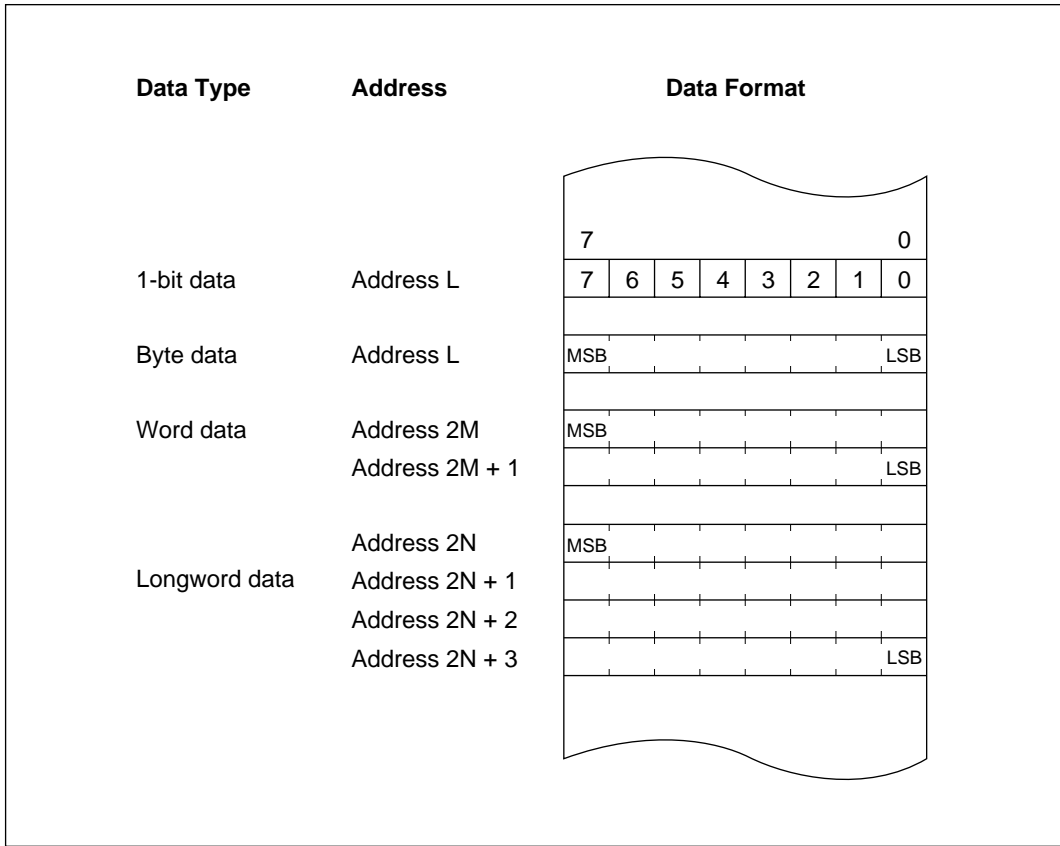 Data Type Address Data Format
7 0
1-bit data Address L 7 6 5 4 3 2 1 0
Byte data Address L MSB LSB
Word data Address 2M MSB
Address 2M + 1 LSB
Address 2N MSB
Longword data Address 2N + 1
Address 2N + 2
Address 2N + 3 LSB